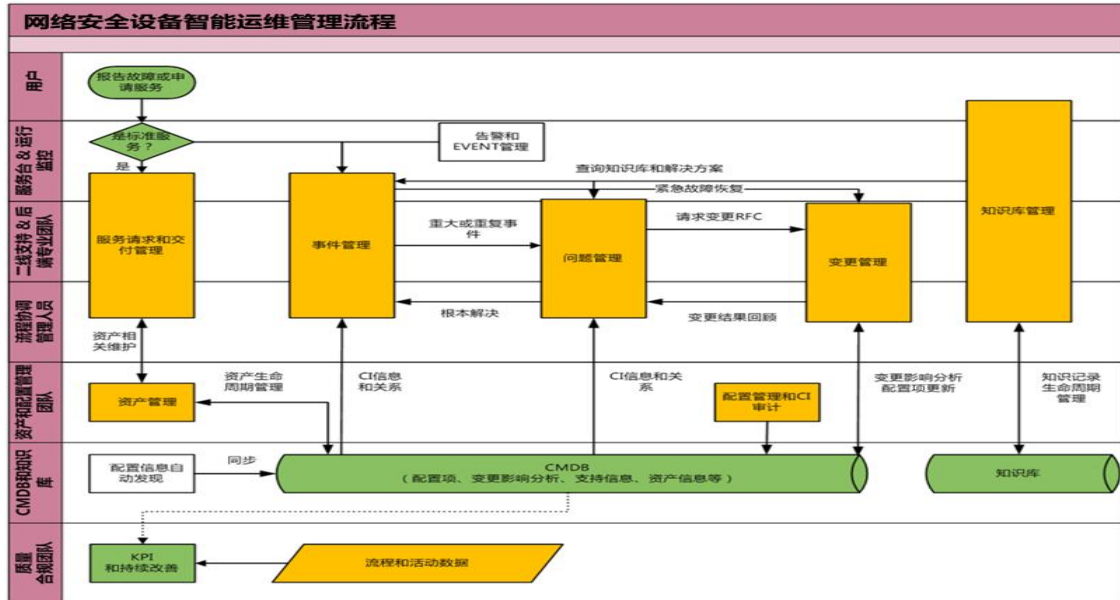 网络安全设备智能运维管理流程
用户
报告故障或申
请服务
服务台 & 运行
监控
是标准服
务？
是
告警和
EVENT管理
查询知识库和解决方案
紧急故障恢复
二线支持 & 后
端专业团队
服务请求和交
付管理
事件管理
重大或重复事
件
问题管理
请求变更RFC
变更管理
知识库管理
流程协调
管理人员
根本解决
变更结果回顾
资产相
关维护
资产和配置管理
团队
资产管理
资产生命
周期管理
CI信息
和关系
CI信息和关
系
配置管理和CI
审计
变更影响分析
配置项更新
知识记录
生命周期
管理
CMDB和知识
库
配置信息自
动发现
同步
CMDB
（配置项、变更影响分析、支持信息、资产信息等）
知识库
质量
合规团队
KPI
和持续改善
流程和活动数据